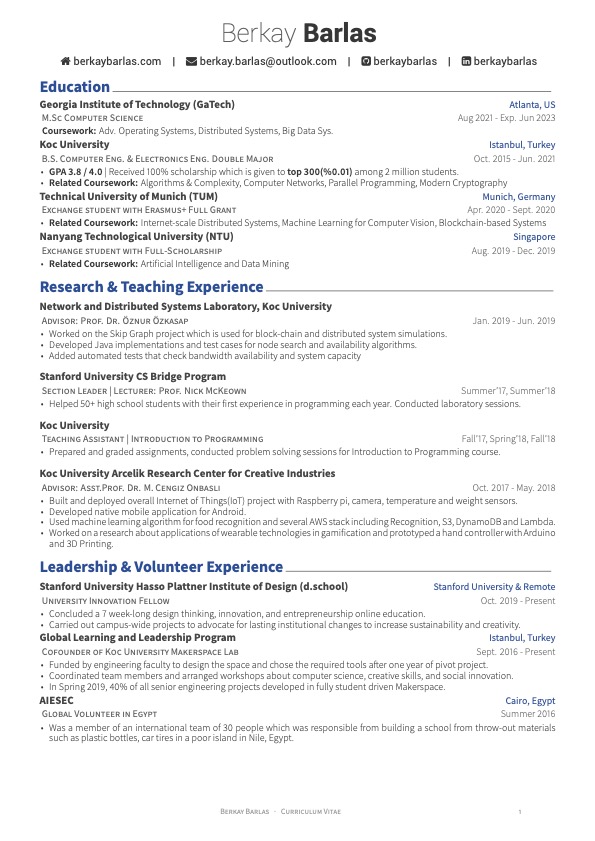 Berkay Barlas
berkaybarlas.com | berkay.barlas@outlook.com | berkaybarlas | berkaybarlas
Education
Georgia Institute of Technology (GaTech) Atlanta, US
M.Sc Computer Science Aug 2021 - Exp. Jun 2023
Coursework: Adv. Operating Systems, Distributed Systems, Big Data Sys.
Koc University Istanbul, Turkey
B.S. Computer Eng. & Electronics Eng. Double Major Oct. 2015 - Jun. 2021
• GPA 3.8 / 4.0 | Received 100% scholarship which is given to top 300(%0.01) among 2 million students.
• Related Coursework: Algorithms & Complexity, Computer Networks, Parallel Programming, Modern Cryptography
Technical University of Munich (TUM) Munich, Germany
Exchange student with Erasmus+ Full Grant Apr. 2020 - Sept. 2020
• Related Coursework: Internet-scale Distributed Systems, Machine Learning for Computer Vision, Blockchain-based Systems
Nanyang Technological University (NTU) Singapore
Exchange student with Full-Scholarship Aug. 2019 - Dec. 2019
• Related Coursework: Artificial Intelligence and Data Mining
Research & Teaching Experience
Network and Distributed Systems Laboratory, Koc University
Advisor: Prof. Dr. Öznur Özkasap Jan. 2019 - Jun. 2019
• Worked on the Skip Graph project which is used for block-chain and distributed system simulations.
• Developed Java implementations and test cases for node search and availability algorithms.
• Added automated tests that check bandwidth availability and system capacity
Stanford University CS Bridge Program
Section Leader | Lecturer: Prof. Nick McKeown Summer'17, Summer'18
• Helped 50+ high school students with their first experience in programming each year. Conducted laboratory sessions.
Koc University
Teaching Assistant | Introduction to Programming Fall'17, Spring'18, Fall'18
• Prepared and graded assignments, conducted problem solving sessions for Introduction to Programming course.
Koc University Arcelik Research Center for Creative Industries
Advisor: Asst.Prof. Dr. M. Cengiz Onbasli Oct. 2017 - May. 2018
• Built and deployed overall Internet of Things(IoT) project with Raspberry pi, camera, temperature and weight sensors.
• Developed native mobile application for Android.
• Used machine learning algorithm for food recognition and several AWS stack including Recognition, S3, DynamoDB and Lambda.
• Worked on a research about applications of wearable technologies in gamification and prototyped a hand controller with Arduino
and 3D Printing.
Leadership & Volunteer Experience
Stanford University Hasso Plattner Institute of Design (d.school) Stanford University & Remote
University Innovation Fellow Oct. 2019 - Present
• Concluded a 7 week-long design thinking, innovation, and entrepreneurship online education.
• Carried out campus-wide projects to advocate for lasting institutional changes to increase sustainability and creativity.
Global Learning and Leadership Program Istanbul, Turkey
Cofounder of Koc University Makerspace Lab Sept. 2016 - Present
• Funded by engineering faculty to design the space and chose the required tools after one year of pivot project.
• Coordinated team members and arranged workshops about computer science, creative skills, and social innovation.
• In Spring 2019, 40% of all senior engineering projects developed in fully student driven Makerspace.
AIESEC Cairo, Egypt
Global Volunteer in Egypt Summer 2016
• Was a member of an international team of 30 people which was responsible from building a school from throw-out materials
such as plastic bottles, car tires in a poor island in Nile, Egypt.
Berkay Barlas · Curriculum Vitae 1